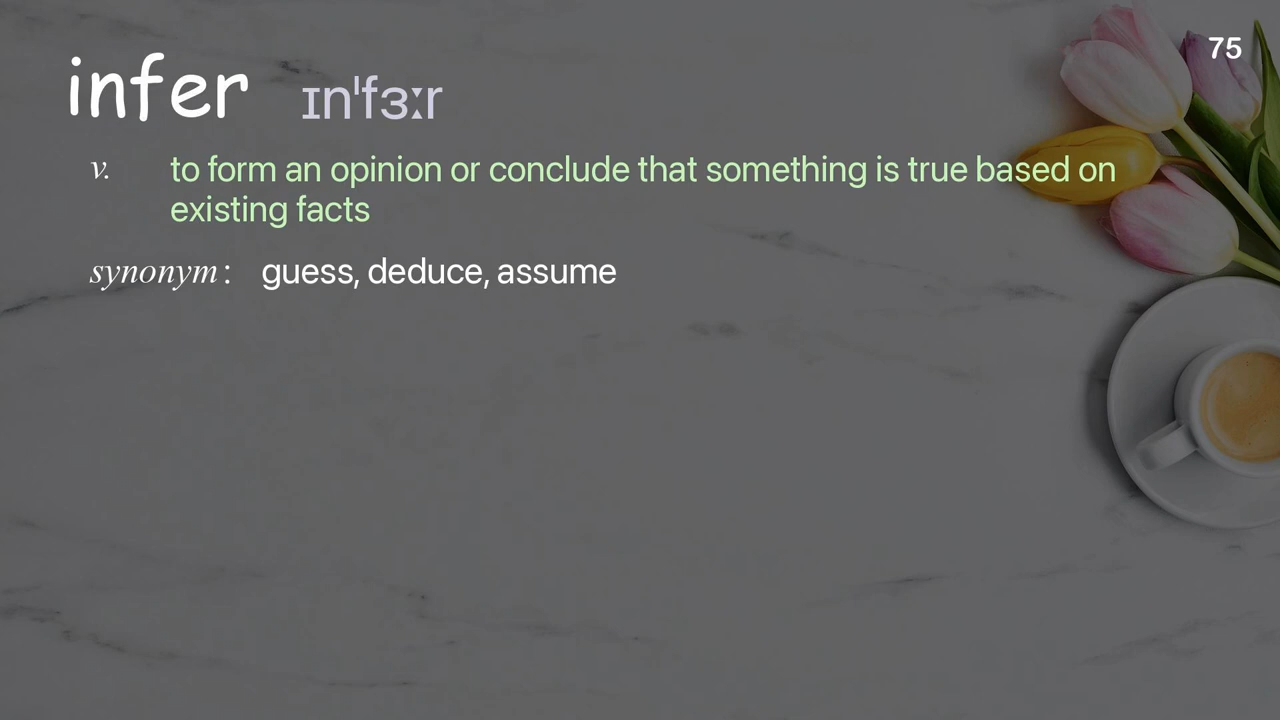 75
infer ɪnˈfɜːr
v. to form an opinion or conclude that something is true based on
existing facts
synonym: guess, deduce, assume